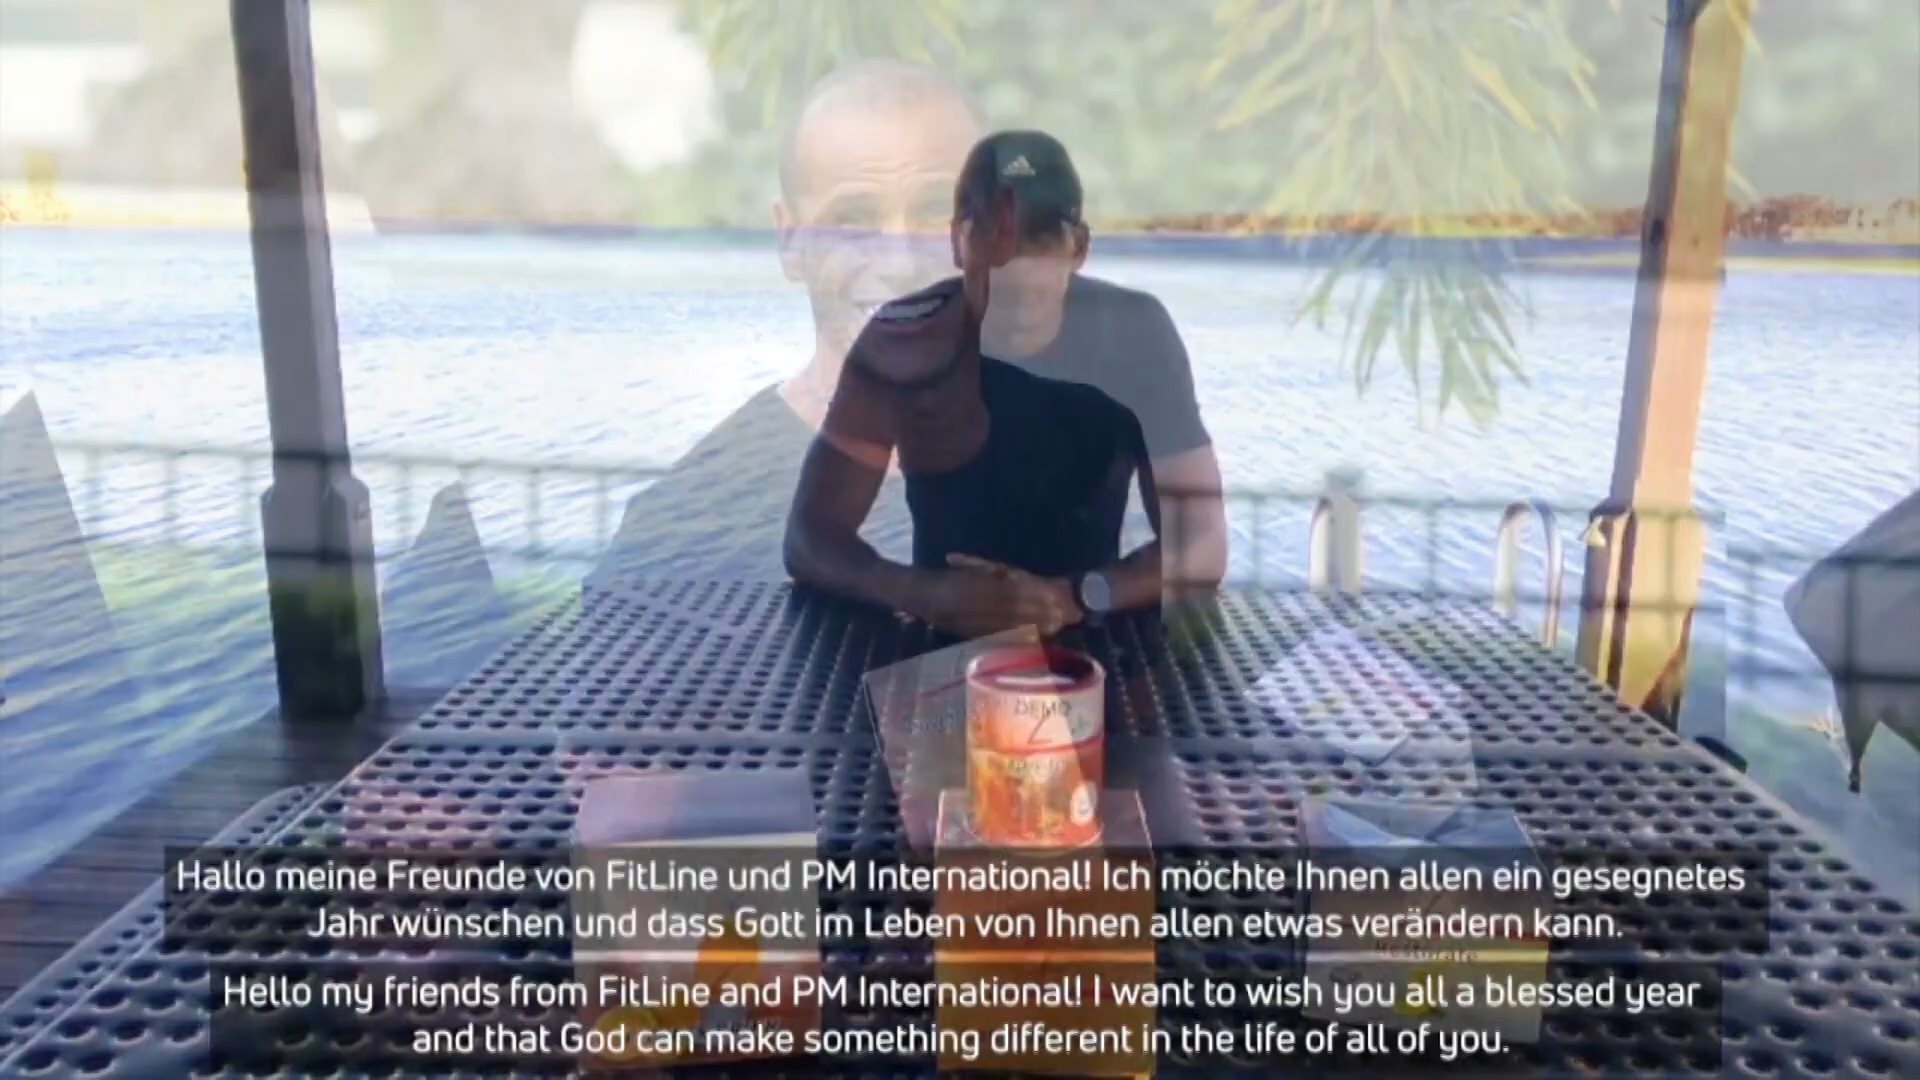 DEMO
Hallo meine Freunde von FitLine und PM International! Ich möchte Ihnen allen ein gesegnetes
Jahr wünschen und dass Gott im Leben von Ihnen allen etwas verändern kann.
Restorate
Hello my friends from FitLine and PM International! I want to wish you all a blessed year
and that God can make something different in the life of all of you.